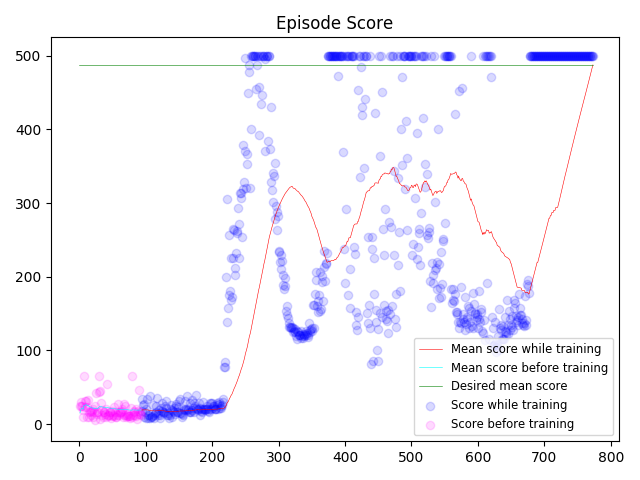 Episode Score
500
400
300
200
100
0
0 100 200 300 400 500 600 700 800
Mean score while training
Mean score before training
Desired mean score
Score while training
Score before training